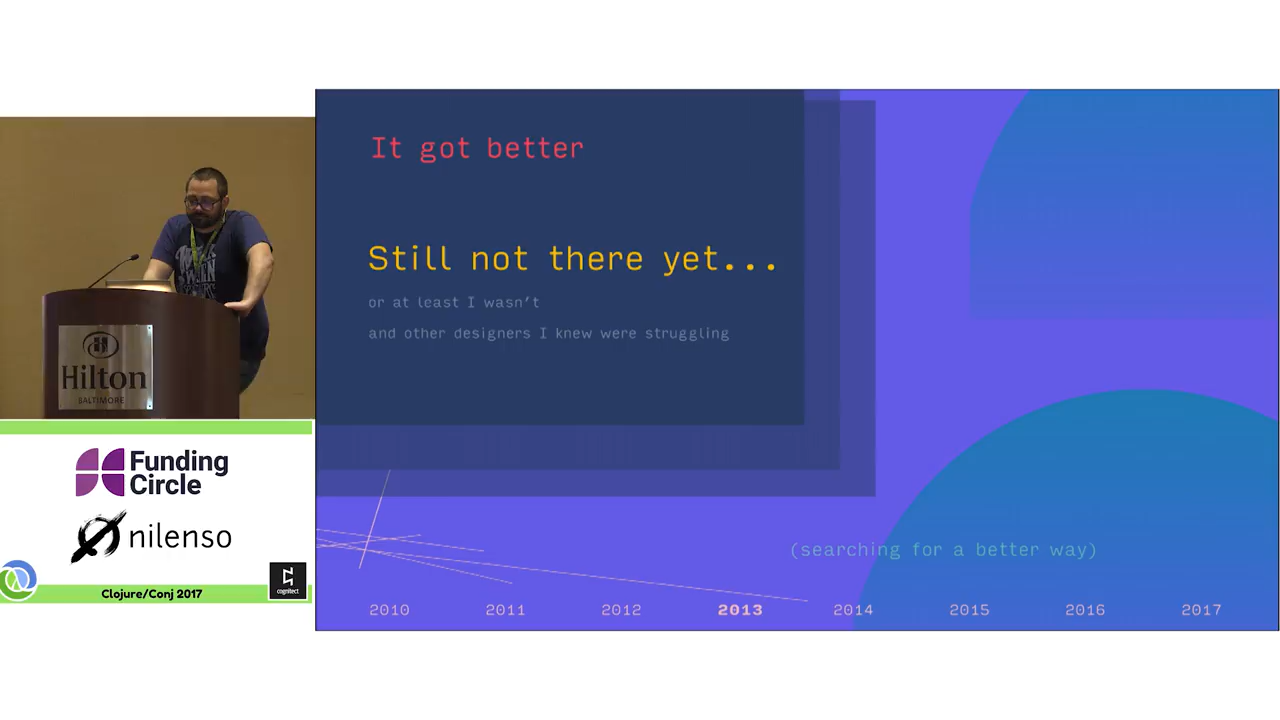 It got better
Still not there yet...
or at least I wasn't
and other designers I knew were struggling
(searching for a better way)
2010 2011 2012 2013 2014 2015 2016 2017
WHEN
Hilton
BALTIMORE
Funding
Circle
nilenso
Clojure/Conj 2017
cognitect